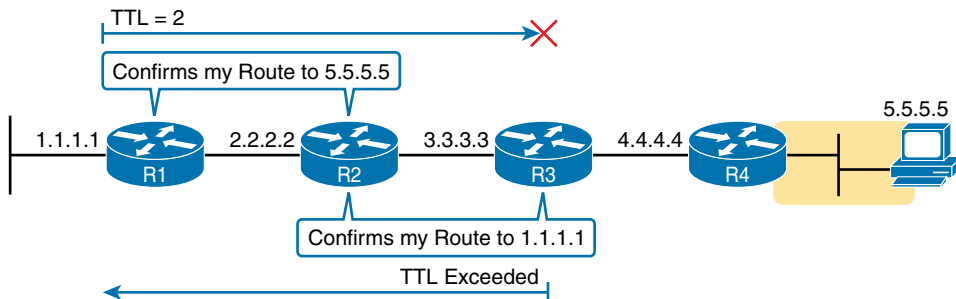 TTL = 2
Confirms my Route to 5.5.5.5
5.5.5.5
1.1.1.1
2.2.2.2
3.3.3.3
4.4.4.4
R1
R2
R3
R4
Confirms my Route to 1.1.1.1
TTL Exceeded